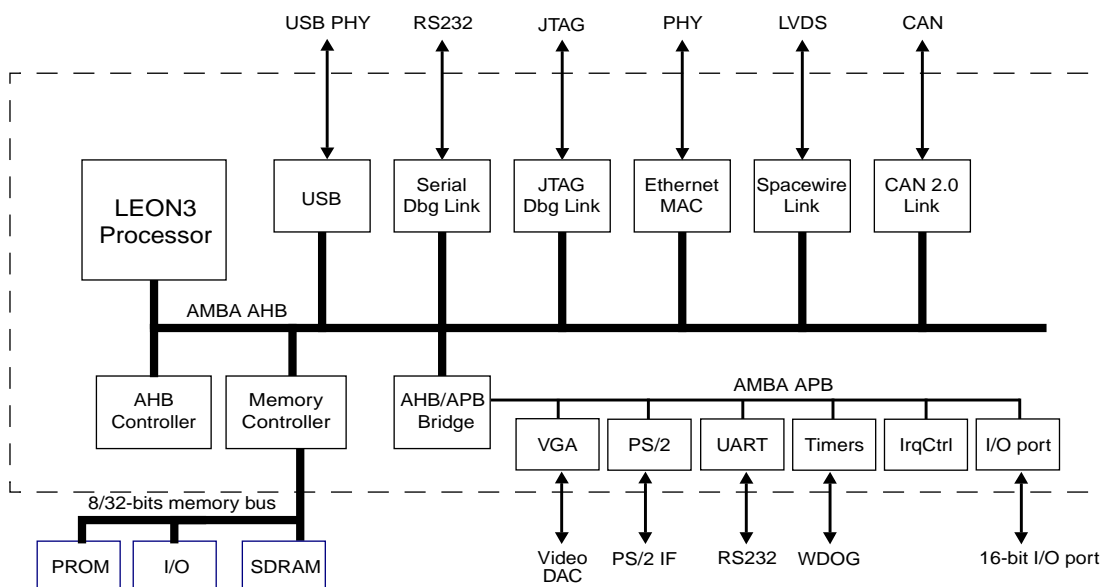 USB PHY
RS232
JTAG
PHY
LVDS
CAN
LEON3
Processor
USB
Serial
Dbg Link
JTAG
Dbg Link
Ethernet
MAC
Spacewire
Link
CAN 2.0
Link
AMBA AHB
AHB
Controller
Memory
Controller
AHB/APB
Bridge
AMBA APB
VGA
PS/2
UART
Timers
IrqCtrl
I/O port
8/32-bits memory bus
PROM
I/O
SDRAM
Video
DAC
PS/2 IF
RS232
WDOG
16-bit I/O port